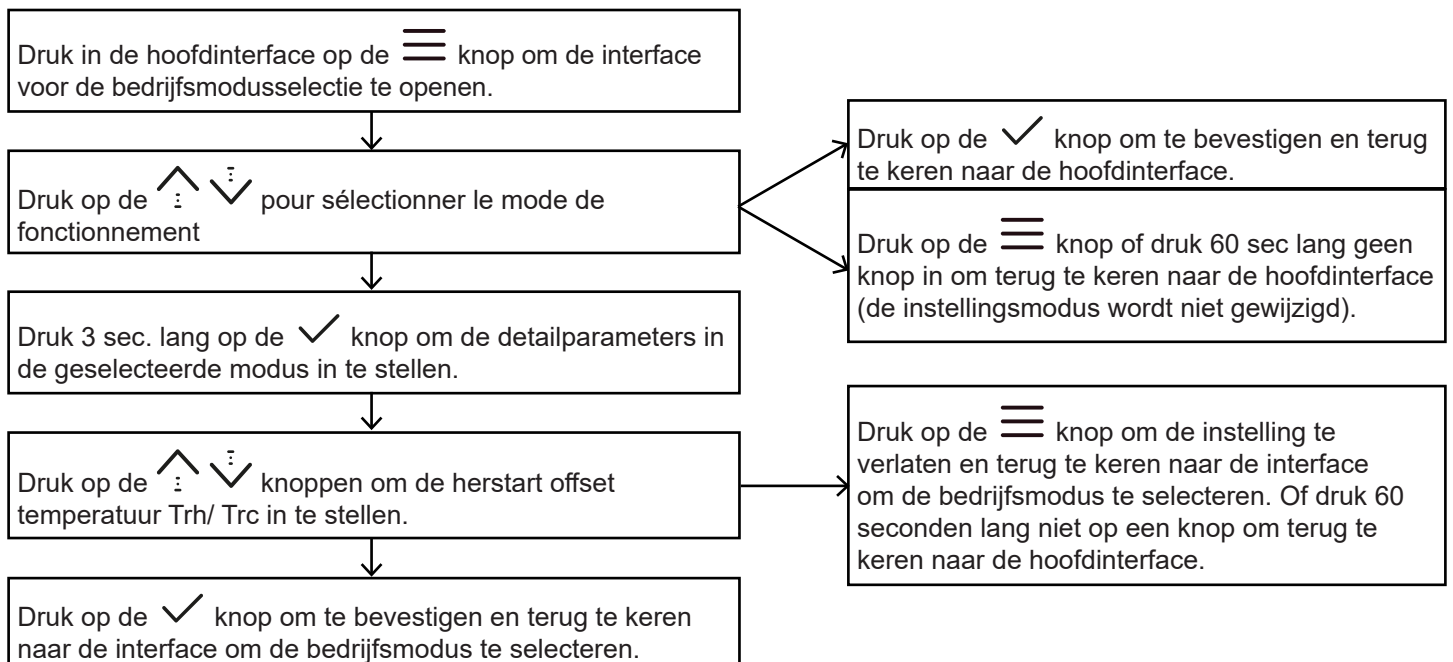 Druk in de hoofdinterface op de knop om de interface
voor de bedrijfsmodusselectie te openen.
Druk op de pour sélectionner le mode de
fonctionnement
Druk op de knop om te bevestigen en terug
te keren naar de hoofdinterface.
Druk op de knop of druk 60 sec lang geen
knop in om terug te keren naar de hoofdinterface
(de instellingsmodus wordt niet gewijzigd).
Druk 3 sec. lang op de knop om de detailparameters in
de geselecteerde modus in te stellen.
Druk op de knoppen om de herstart offset
temperatuur Trh/ Trc in te stellen.
Druk op de knop om de instelling te
verlaten en terug te keren naar de interface
om de bedrijfsmodus te selecteren. Of druk 60
seconden lang niet op een knop om terug te
keren naar de hoofdinterface.
Druk op de knop om te bevestigen en terug te keren
naar de interface om de bedrijfsmodus te selecteren.